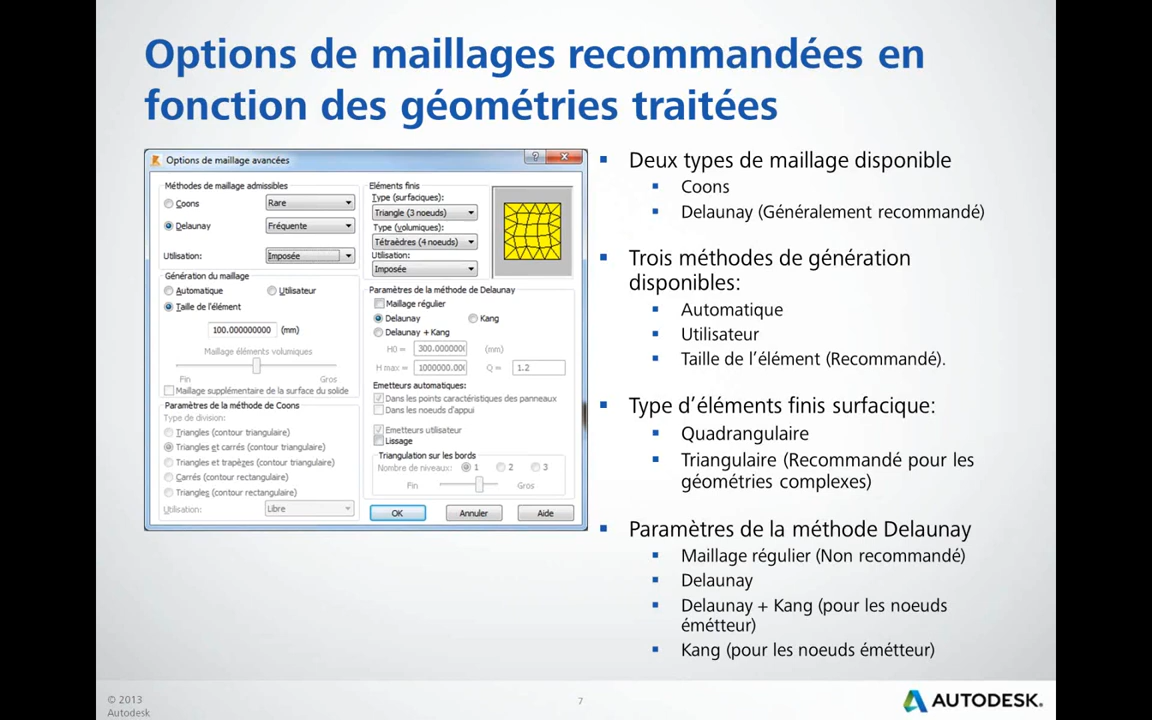 Options de maillages recommandées en
fonction des géométries traitées
Options de maillage avancées
Méthodes de maillage admissibles
Coons
Rare
Delaunay
Fréquente
Utilisation:
Imposée
Génération du maillage
Automatique
Utilisateur
Taille de l'élément
100.000000000 (mm)
Maillage éléments volumiques
Fin
Gros
Maillage supplémentaire de la surface du solide
Paramètres de la méthode de Coons
Type de division:
Triangles (contour triangulaire)
Triangles et carrés (contour triangulaire)
Triangles et trapèzes (contour triangulaire)
Carrés (contour rectangulaire)
Triangles (contour rectangulaire)
Utilisation:
Libre
Eléments finis
Type (surfaciques):
Triangle (3 noeuds)
Type (volumiques):
Tétraèdres (4 noeuds)
Utilisation:
Imposée
Paramètres de la méthode de Delaunay
Maillage régulier
Delaunay
Kang
Delaunay + Kang
H0 =
300.000000(
(mm)
H max =
1000000.00(
Q =
1.2
Emetteurs automatiques:
Dans les points caractéristiques des panneaux
Dans les noeuds d'appui
Emetteurs utilisateur
Lissage
Triangulation sur les bords
Nombre de niveaux: 1 2 3
Fin
Gros
OK
Annuler
Aide
▪ Deux types de maillage disponible
▪ Coons
▪ Delaunay (Généralement recommandé)
▪ Trois méthodes de génération
disponibles:
▪ Automatique
▪ Utilisateur
▪ Taille de l'élément (Recommandé).
▪ Type d'éléments finis surfacique:
▪ Quadrangulaire
▪ Triangulaire (Recommandé pour les
géométries complexes)
▪ Paramètres de la méthode Delaunay
▪ Maillage régulier (Non recommandé)
▪ Delaunay
▪ Delaunay + Kang (pour les noeuds
émétteur)
▪ Kang (pour les noeuds émétteur)
© 2013
Autodesk
7
AUTODESK.